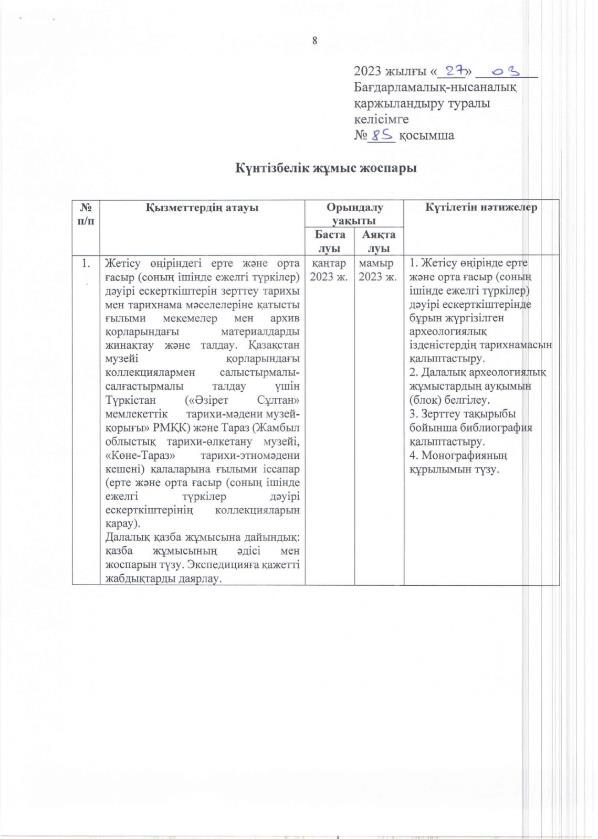 8
2023 жылғы «27» 03
Бағдарламалық-нысаналық
қаржыландыру туралы
келісімге
№ 85 қосымша
Күнтізбелік жұмыс жоспары
№ п/п
Қызметтердің атауы
Орындалу уақыты
Күтілетін нәтижелер
Баста
луы
Аяқта
луы
1.
Жетісу өңіріндегі ерте және орта
ғасыр (соның ішінде ежелгі түркілер)
дәуірі ескерткіштерін зерттеу тарихы
мен тарихнама мәселелеріне қатысты
ғылыми мекемелер мен архив
қорларындағы материалдарды
жинақтау және талдау. Қазақстан
музейі қорларындағы
коллекциялармен салыстырмалы-
салғастырмалы талдау үшін
Түркістан («Әзірет Сұлтан»
мемлекеттік тарихи-мәдени музей-
қорығы» РМҚК) және Тараз (Жамбыл
облыстық тарихи-өлкетану музейі,
«Көне-Тараз» тарихи-этномәдени
кешені) қалаларына ғылыми іссапар
(ерте және орта ғасыр (соның ішінде
ежелгі түркілер дәуірі
ескерткіштерінің коллекцияларын
қарау).
Далалық қазба жұмысына дайындық:
қазба жұмысының әдісі мен
жоспарын түзу. Экспедицияға қажетті
жабдықтарды даярлау.
қаңтар
2023 ж.
мамыр
2023 ж.
1. Жетісу өңірінде ерте
және орта ғасыр (соның
ішінде ежелгі түркілер)
дәуірі ескерткіштерінде
бұрын жүргізілген
археологиялық
ізденістердің тарихнамасын
қалыптастыру.
2. Далалық археологиялық
жұмыстардың ауқымын
(блок) белгілеу.
3. Зерттеу тақырыбы
бойынша библиография
қалыптастыру.
4. Монографияның
құрылымын түзу.